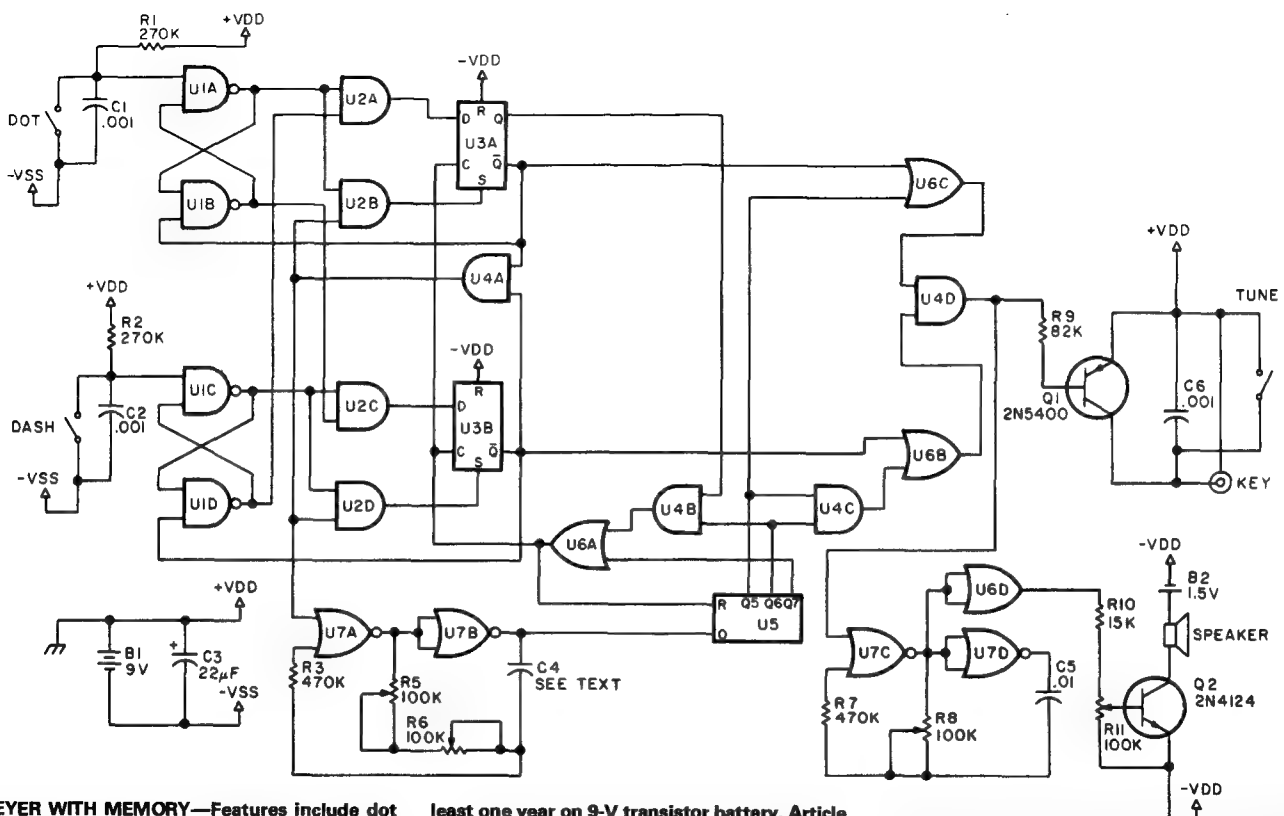 +VDD
R1
270K
U1A
U2A
-VDD
D R Q
U3A
C Q̅
S
DOT
C1
.001
-VSS
U1B
U2B
U6C
U4A
+VDD
R2
270K
-VDD
U4D
R9
82K
+VDD
TUNE
U1C
U2C
D R
U3B
C Q̅
S
Q1
2N5400
C6
.001
DASH
C2
.001
-VSS
U1D
U2D
U6B
KEY
U4B
U4C
U6A
R Q5 Q6 Q7
U5
O
+VDD
B1
9V
C3
+
22µF
-VSS
U7A
U7B
R3
470K
R5
100K
R6
100K
C4
SEE TEXT
U6D
U7C
U7D
R7
470K
R8
100K
C5
.01
R10
15K
-VDD
B2
1.5V
SPEAKER
Q2
2N4124
R11
100K
-VDD
EYER WITH MEMORY—Features include dot
least one year on 9-V transistor battery. Article